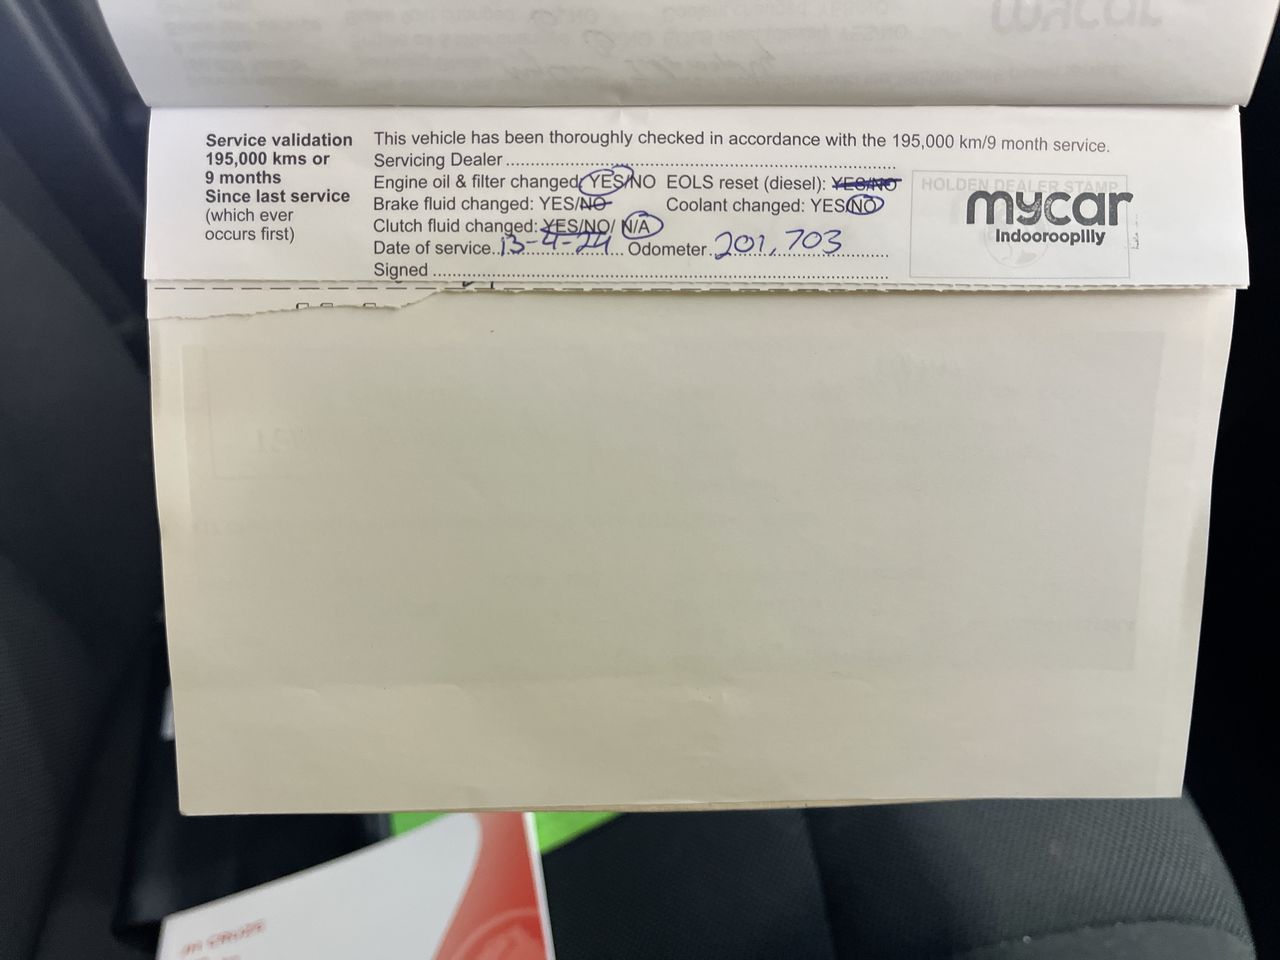 Service validation
195,000 kms or
9 months
Since last service
(which ever
occurs first)
This vehicle has been thoroughly checked in accordance with the 195,000 km/9 month service.
Servicing Dealer
Engine oil & filter changed: YES/NO EOLS reset (diesel): YES/NO
Brake fluid changed: YES/NO Coolant changed: YES/NO
Clutch fluid changed: YES/NO/ N/A
Date of service 13-4-24 Odometer 201,703
Signed
HOLDEN DEALER STAMP
mycar
Indooroopilly
JH CRUZE